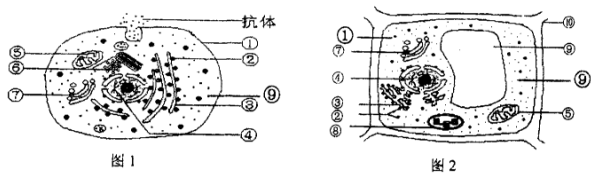 抗体
① ② ③ ④ ⑤ ⑥ ⑦ ⑨
图1
① ② ③ ④ ⑤ ⑦ ⑧ ⑨ ⑨ ⑩
图2